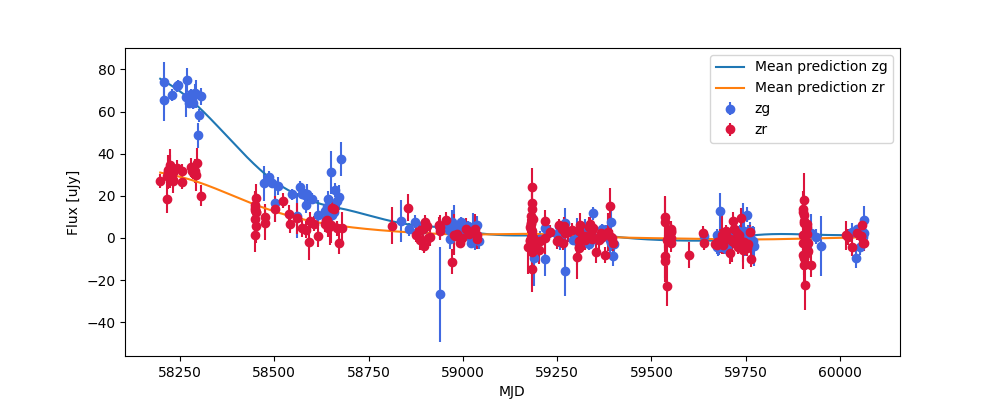 80
60
40
20
0
−20
−40
Flux [uJy]
58250
58500
58750
59000
59250
59500
59750
60000
MJD
Mean prediction zg
Mean prediction zr
zg
zr